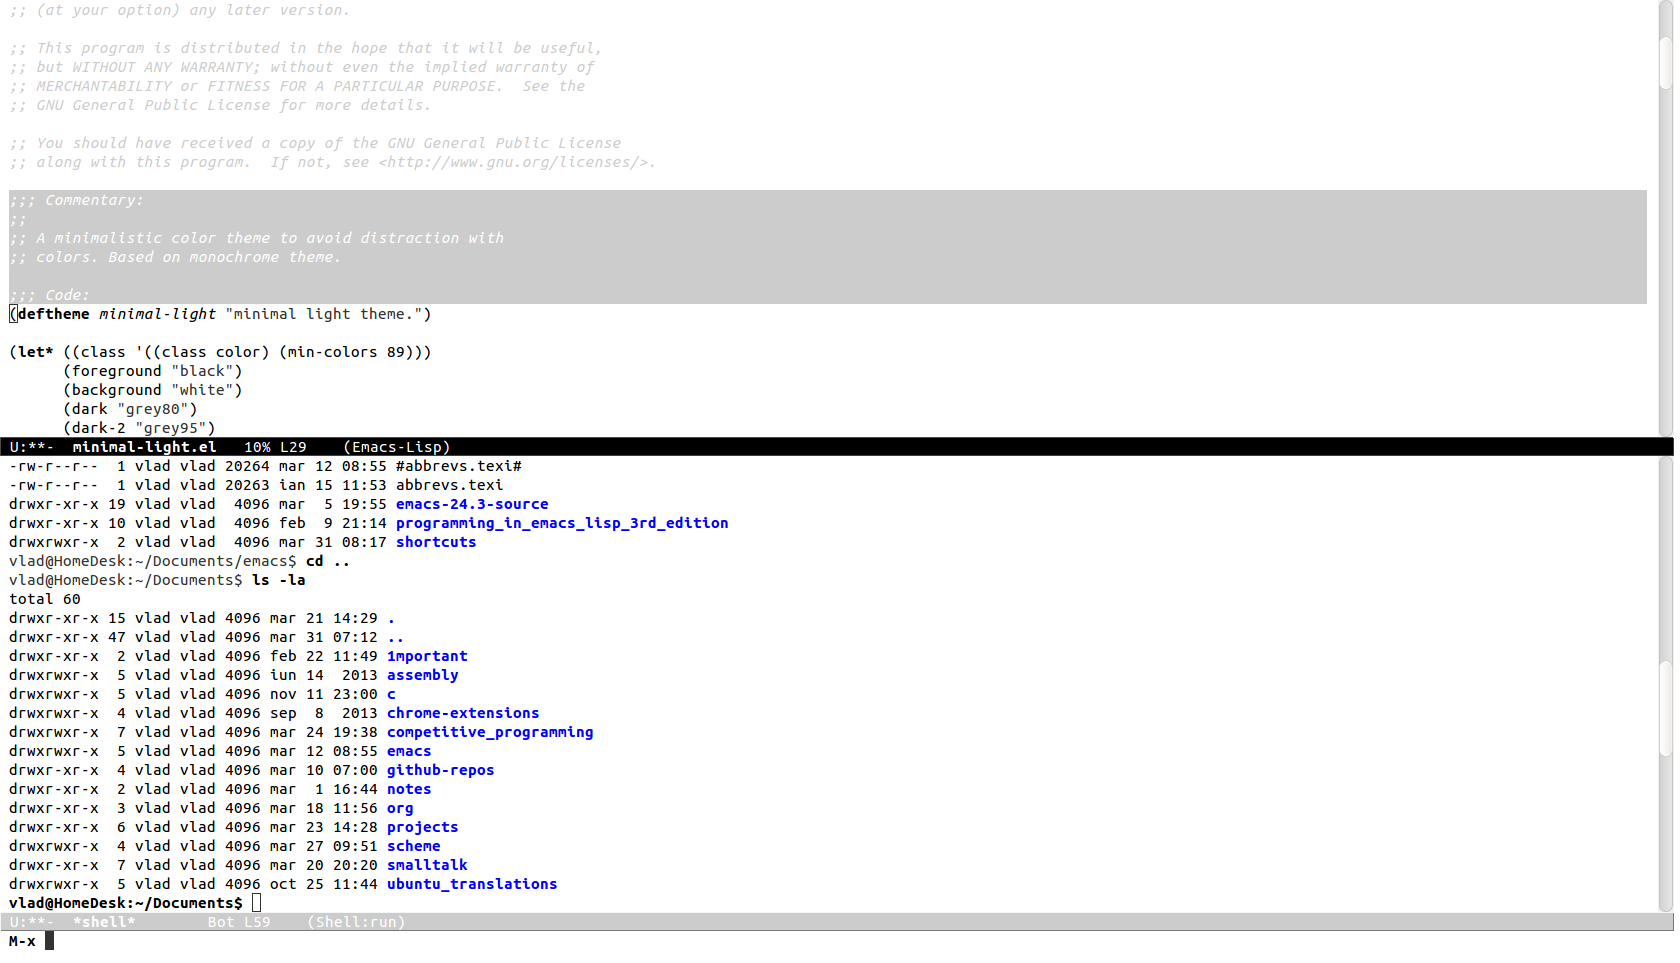 ;; (at your option) any later version.

;; This program is distributed in the hope that it will be useful,
;; but WITHOUT ANY WARRANTY; without even the implied warranty of
;; MERCHANTABILITY or FITNESS FOR A PARTICULAR PURPOSE.  See the
;; GNU General Public License for more details.

;; You should have received a copy of the GNU General Public License
;; along with this program.  If not, see <http://www.gnu.org/licenses/>.

;;; Commentary:
;;
;; A minimalistic color theme to avoid distraction with
;; colors. Based on monochrome theme.

;;; Code:
(deftheme minimal-light "minimal light theme.")

(let* ((class '((class color) (min-colors 89)))
      (foreground "black")
      (background "white")
      (dark "grey80")
      (dark-2 "grey95")
U:**-  minimal-light.el   10% L29    (Emacs-Lisp)
-rw-r--r--  1 vlad vlad 20264 mar 12 08:55 #abbrevs.texi#
-rw-r--r--  1 vlad vlad 20263 ian 15 11:53 abbrevs.texi
drwxr-xr-x 19 vlad vlad  4096 mar  5 19:55 emacs-24.3-source
drwxr-xr-x 10 vlad vlad  4096 feb  9 21:14 programming_in_emacs_lisp_3rd_edition
drwxrwxr-x  2 vlad vlad  4096 mar 31 08:17 shortcuts
vlad@HomeDesk:~/Documents/emacs$ cd ..
vlad@HomeDesk:~/Documents$ ls -la
total 60
drwxr-xr-x 15 vlad vlad 4096 mar 21 14:29 .
drwxr-xr-x 47 vlad vlad 4096 mar 31 07:12 ..
drwxr-xr-x  2 vlad vlad 4096 feb 22 11:49 1mportant
drwxrwxr-x  5 vlad vlad 4096 iun 14  2013 assembly
drwxrwxr-x  5 vlad vlad 4096 nov 11 23:00 c
drwxrwxr-x  4 vlad vlad 4096 sep  8  2013 chrome-extensions
drwxrwxr-x  7 vlad vlad 4096 mar 24 19:38 competitive_programming
drwxrwxr-x  5 vlad vlad 4096 mar 12 08:55 emacs
drwxr-xr-x  4 vlad vlad 4096 mar 10 07:00 github-repos
drwxr-xr-x  2 vlad vlad 4096 mar  1 16:44 notes
drwxr-xr-x  3 vlad vlad 4096 mar 18 11:56 org
drwxr-xr-x  6 vlad vlad 4096 mar 23 14:28 projects
drwxrwxr-x  4 vlad vlad 4096 mar 27 09:51 scheme
drwxr-xr-x  7 vlad vlad 4096 mar 20 20:20 smalltalk
drwxrwxr-x  5 vlad vlad 4096 oct 25 11:44 ubuntu_translations
vlad@HomeDesk:~/Documents$
U:**-  *shell*        Bot L59    (Shell:run)
M-x